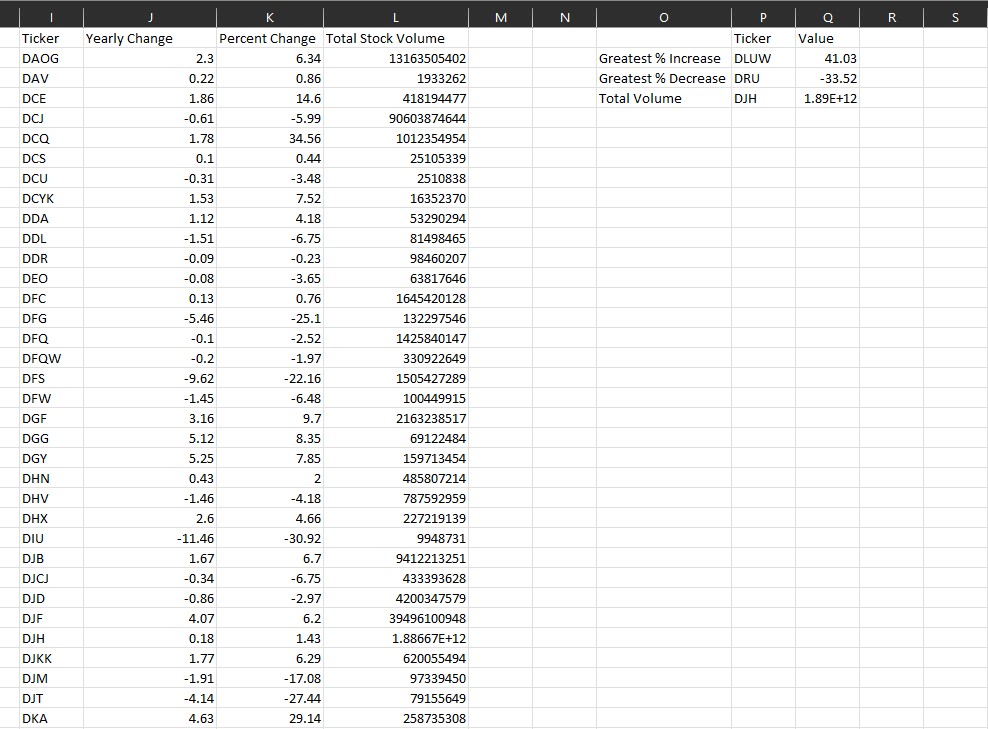 I J K L M N O P Q R S
Ticker Yearly Change Percent Change Total Stock Volume Ticker Value
DAOG 2.3 6.34 13163505402 Greatest % Increase DLUW 41.03
DAV 0.22 0.86 1933262 Greatest % Decrease DRU -33.52
DCE 1.86 14.6 418194477 Total Volume DJH 1.89E+12
DCJ -0.61 -5.99 90603874644
DCQ 1.78 34.56 1012354954
DCS 0.1 0.44 25105339
DCU -0.31 -3.48 2510838
DCYK 1.53 7.52 16352370
DDA 1.12 4.18 53290294
DDL -1.51 -6.75 81498465
DDR -0.09 -0.23 98460207
DEO -0.08 -3.65 63817646
DFC 0.13 0.76 1645420128
DFG -5.46 -25.1 132297546
DFQ -0.1 -2.52 1425840147
DFQW -0.2 -1.97 330922649
DFS -9.62 -22.16 1505427289
DFW -1.45 -6.48 100449915
DGF 3.16 9.7 2163238517
DGG 5.12 8.35 69122484
DGY 5.25 7.85 159713454
DHN 0.43 2 485807214
DHV -1.46 -4.18 787592959
DHX 2.6 4.66 227219139
DIU -11.46 -30.92 9948731
DJB 1.67 6.7 9412213251
DJCJ -0.34 -6.75 433393628
DJD -0.86 -2.97 4200347579
DJF 4.07 6.2 39496100948
DJH 0.18 1.43 1.88667E+12
DJKK 1.77 6.29 620055494
DJM -1.91 -17.08 97339450
DJT -4.14 -27.44 79155649
DKA 4.63 29.14 258735308